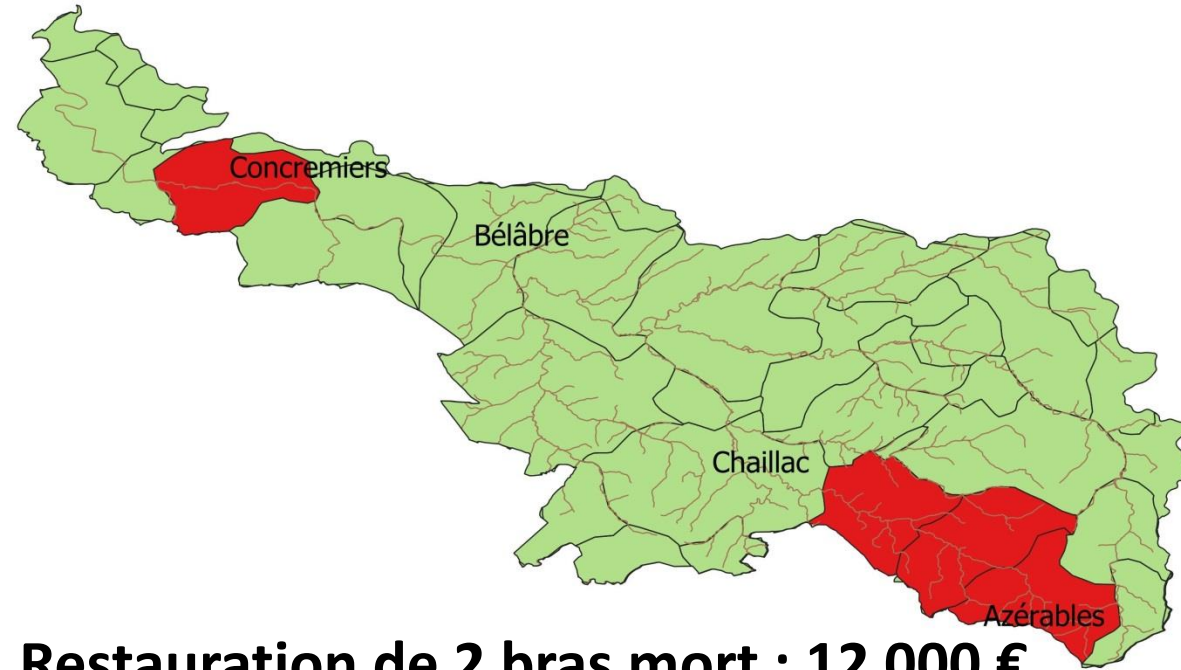 Concremiers
Bélâbre
Chaillac
Azérables
Restauration de 2 bras mort : 12 000 €